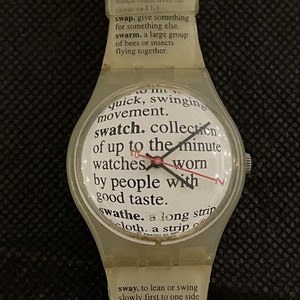 swap. give something
for something else.
swarm. a large group
of bees or insects
flying together.
quick, swinging
movement.
swatch. collection
of up to the minute
watches worn
by people with
good taste.
swathe. a long strip
cloth. a strip
sway. to lean or swing
slowly first to one side